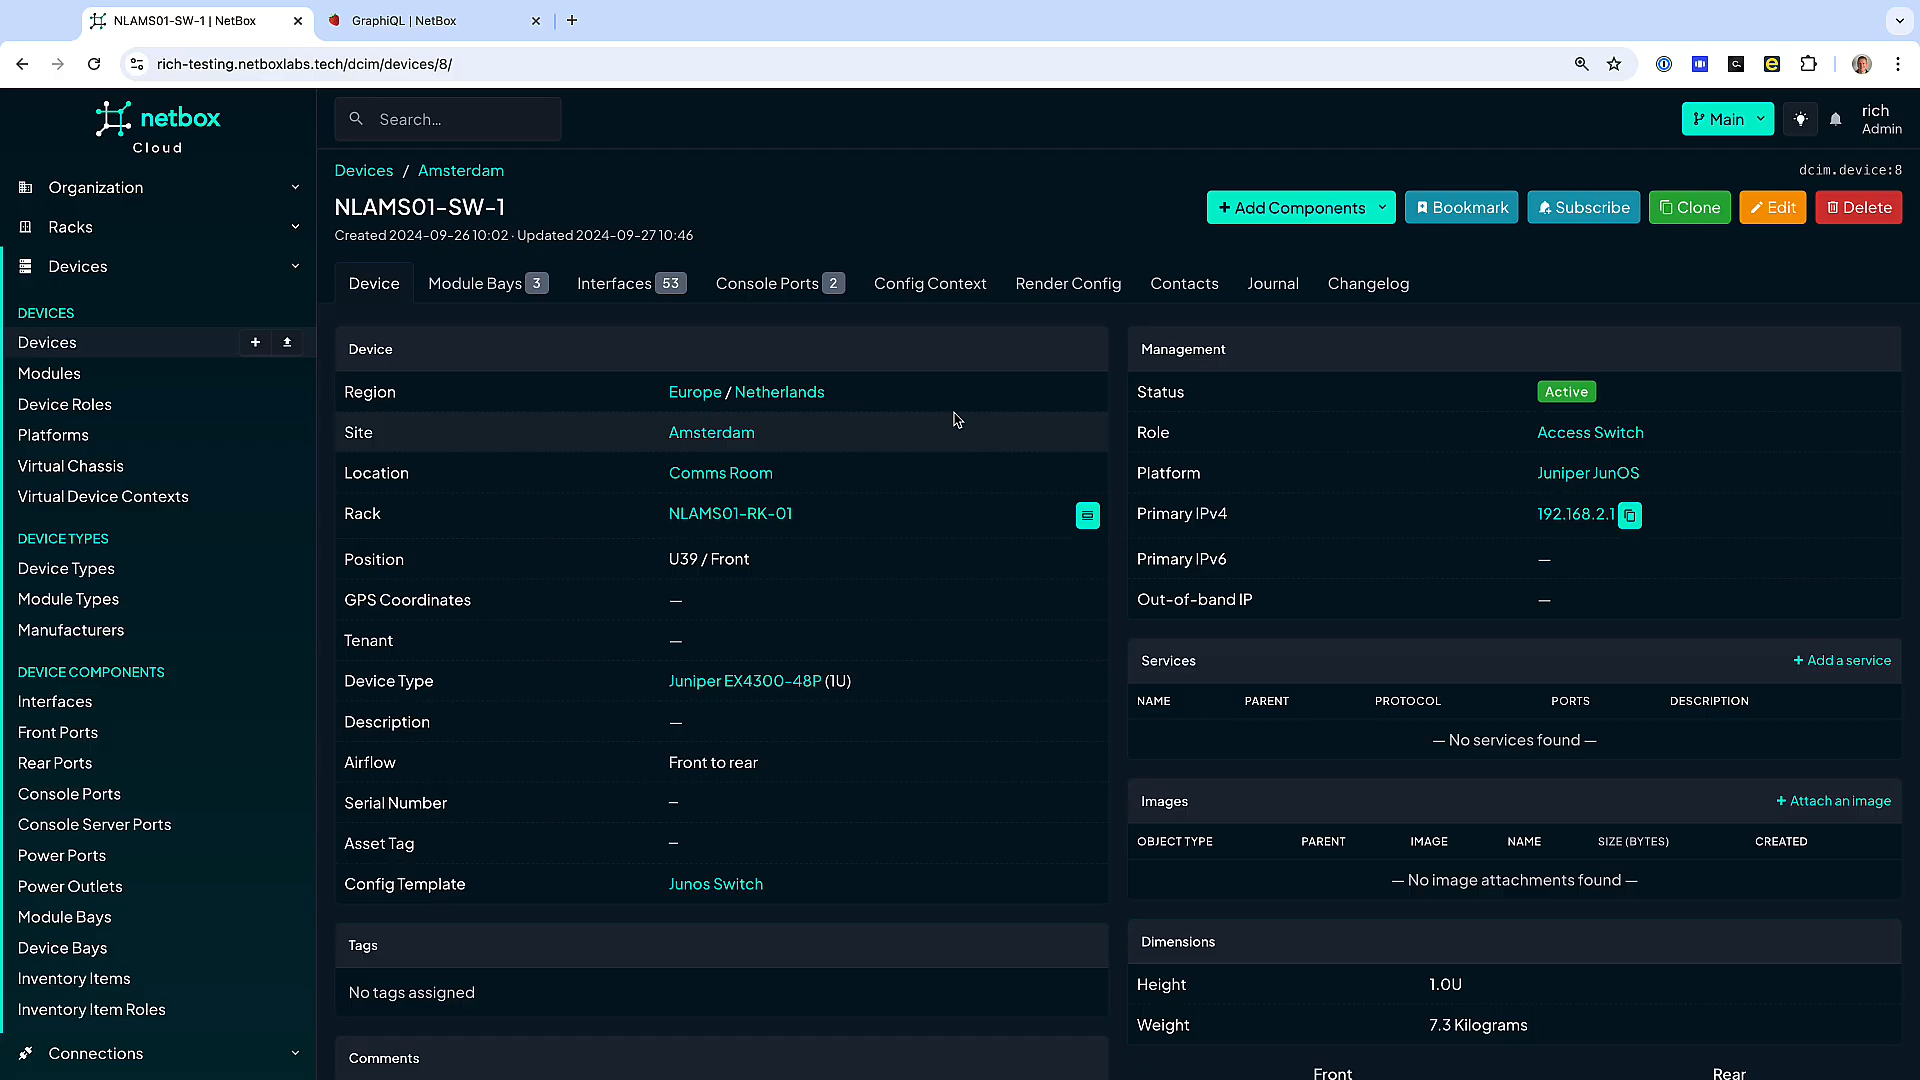 NLAMS01-SW-1 | NetBox
GraphiQL | NetBox
rich-testing.netboxlabs.tech/dcim/devices/8/
netbox
Cloud
Search...
Main
rich
Admin
Organization
Racks
Devices
DEVICES
Devices
Modules
Device Roles
Platforms
Virtual Chassis
Virtual Device Contexts
DEVICE TYPES
Device Types
Module Types
Manufacturers
DEVICE COMPONENTS
Interfaces
Front Ports
Rear Ports
Console Ports
Console Server Ports
Power Ports
Power Outlets
Module Bays
Device Bays
Inventory Items
Inventory Item Roles
Connections
Devices / Amsterdam
dcim.device:8
NLAMS01-SW-1
Created 2024-09-26 10:02 · Updated 2024-09-27 10:46
+ Add Components Bookmark Subscribe Clone Edit Delete
Device Module Bays 3 Interfaces 53 Console Ports 2 Config Context Render Config Contacts Journal Changelog
Device
Region Europe / Netherlands
Site Amsterdam
Location Comms Room
Rack NLAMS01-RK-01
Position U39 / Front
GPS Coordinates —
Tenant —
Device Type Juniper EX4300-48P (1U)
Description —
Airflow Front to rear
Serial Number —
Asset Tag —
Config Template Junos Switch
Tags
No tags assigned
Comments
Management
Status Active
Role Access Switch
Platform Juniper JunOS
Primary IPv4 192.168.2.1
Primary IPv6 —
Out-of-band IP —
Services + Add a service
NAME PARENT PROTOCOL PORTS DESCRIPTION
— No services found —
Images + Attach an image
OBJECT TYPE PARENT IMAGE NAME SIZE (BYTES) CREATED
— No image attachments found —
Dimensions
Height 1.0U
Weight 7.3 Kilograms
Front Rear